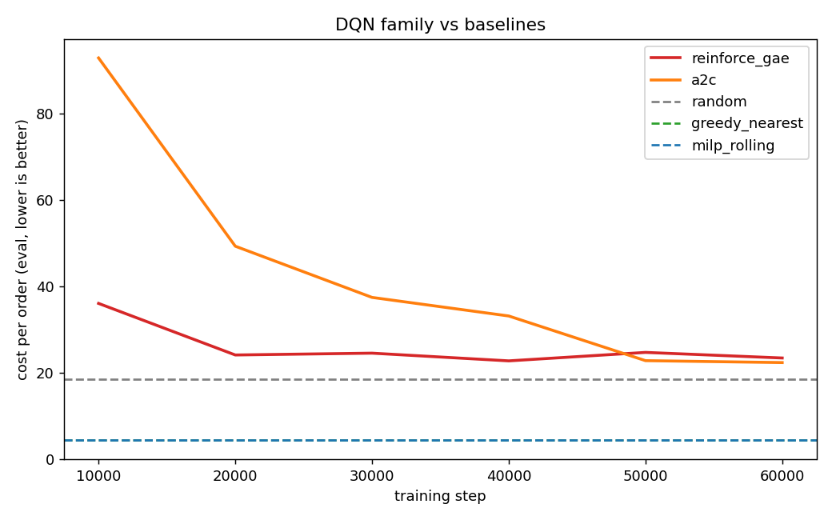 DQN family vs baselines
cost per order (eval, lower is better)
80
60
40
20
0
reinforce_gae
a2c
random
greedy_nearest
milp_rolling
10000 20000 30000 40000 50000 60000
training step